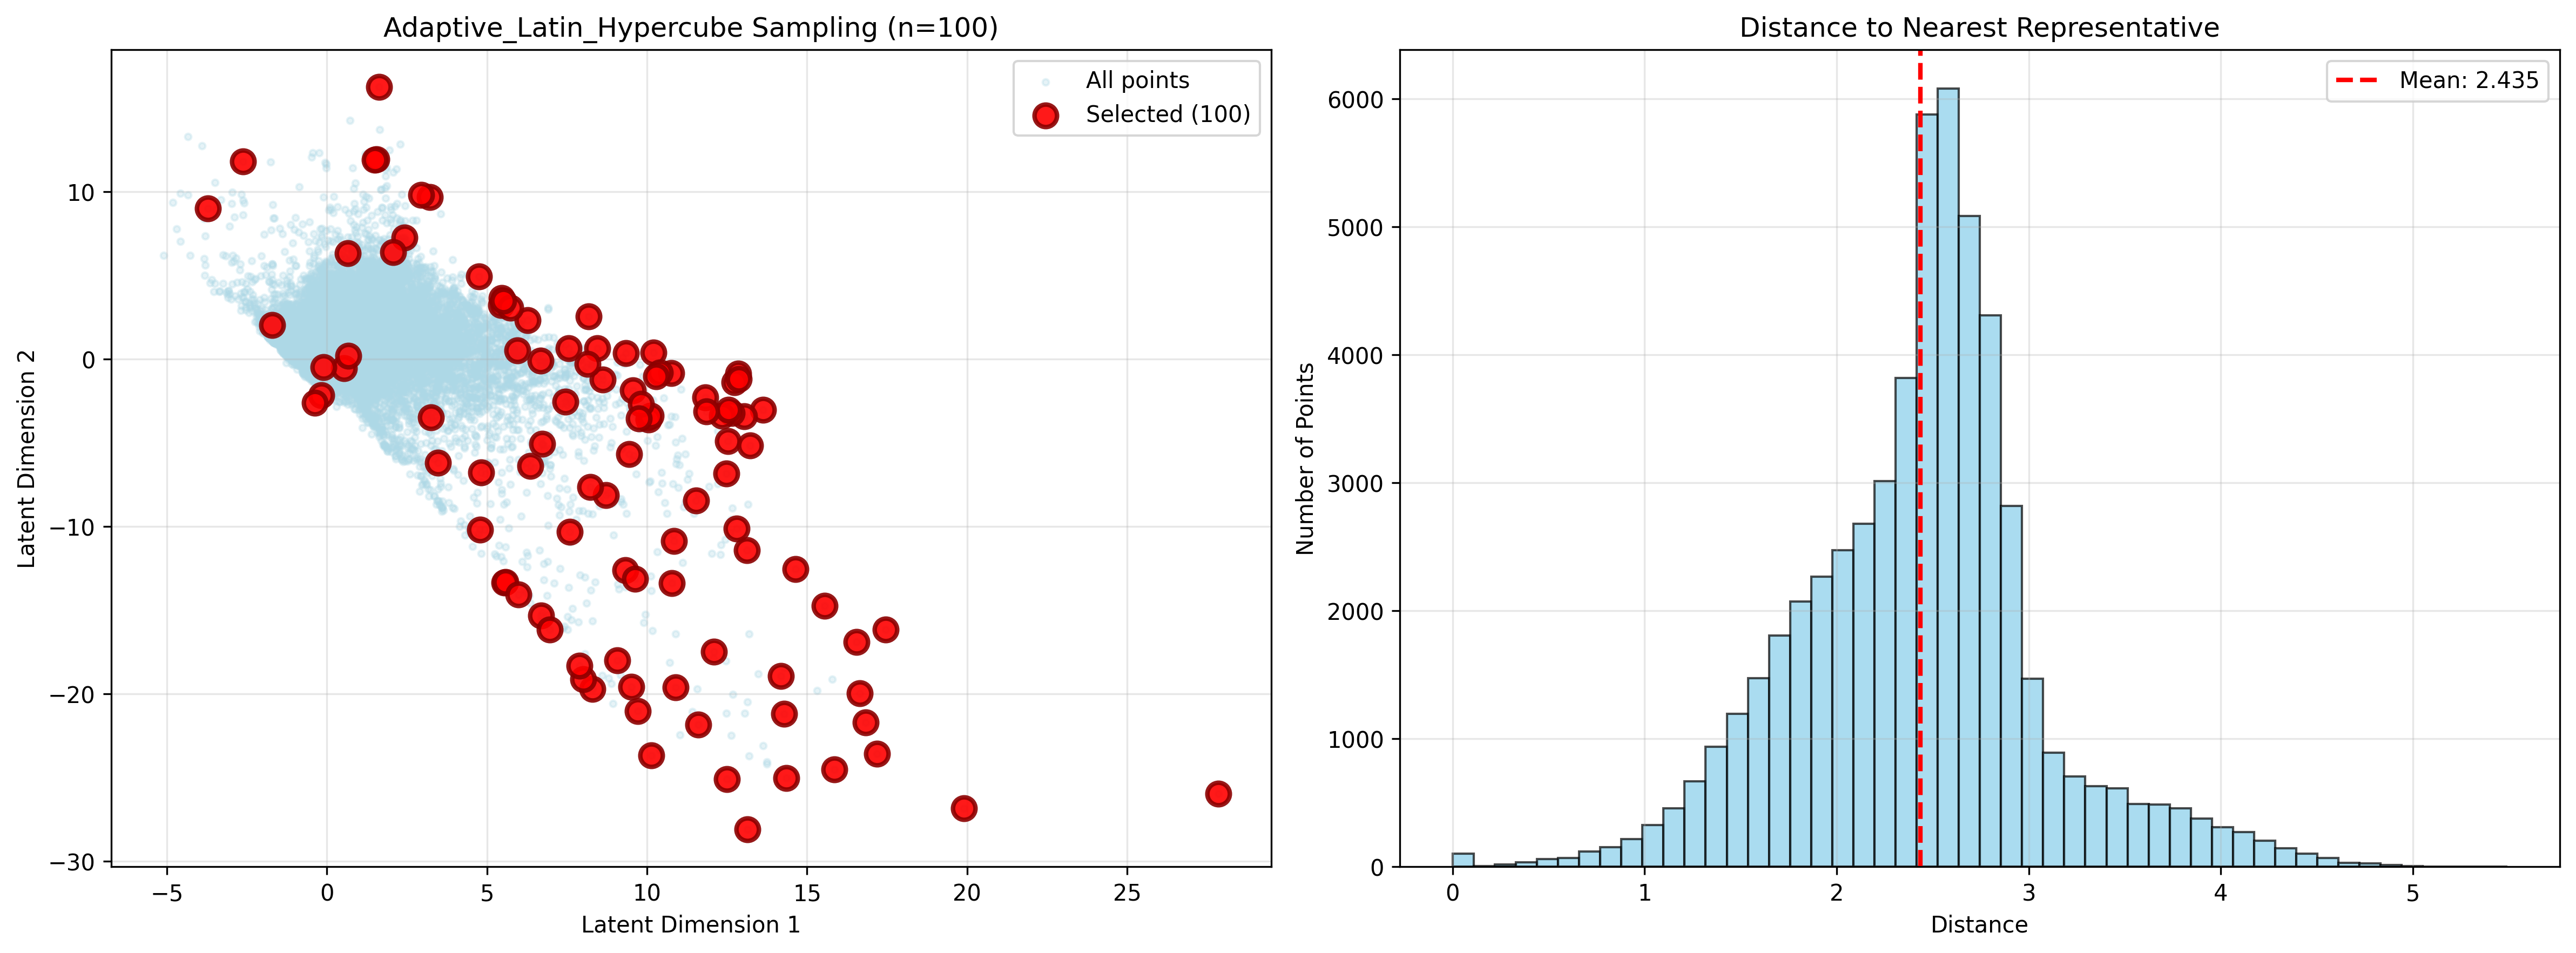 Adaptive_Latin_Hypercube Sampling (n=100)
All points
Selected (100)
10
0
−10
−20
−30
Latent Dimension 2
−5
0
5
10
15
20
25
Latent Dimension 1
Distance to Nearest Representative
Mean: 2.435
6000
5000
4000
3000
2000
1000
0
Number of Points
0
1
2
3
4
5
Distance